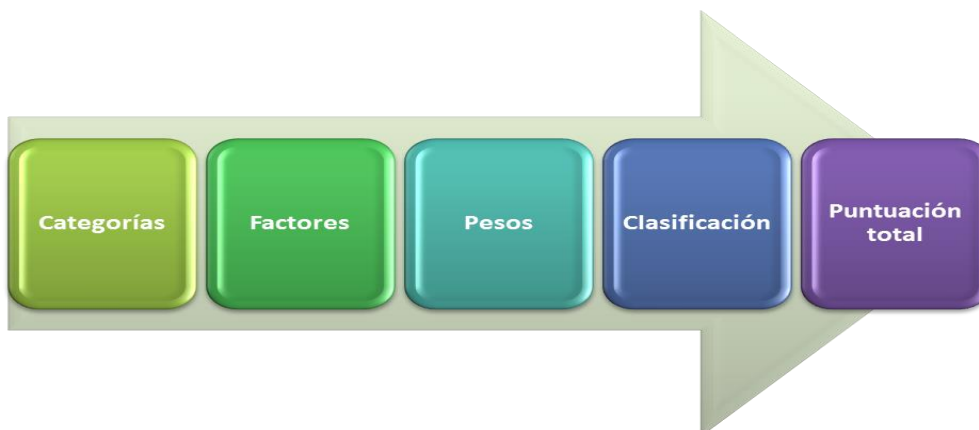 Categorías
Factores
Pesos
Clasificación
Puntuación
total